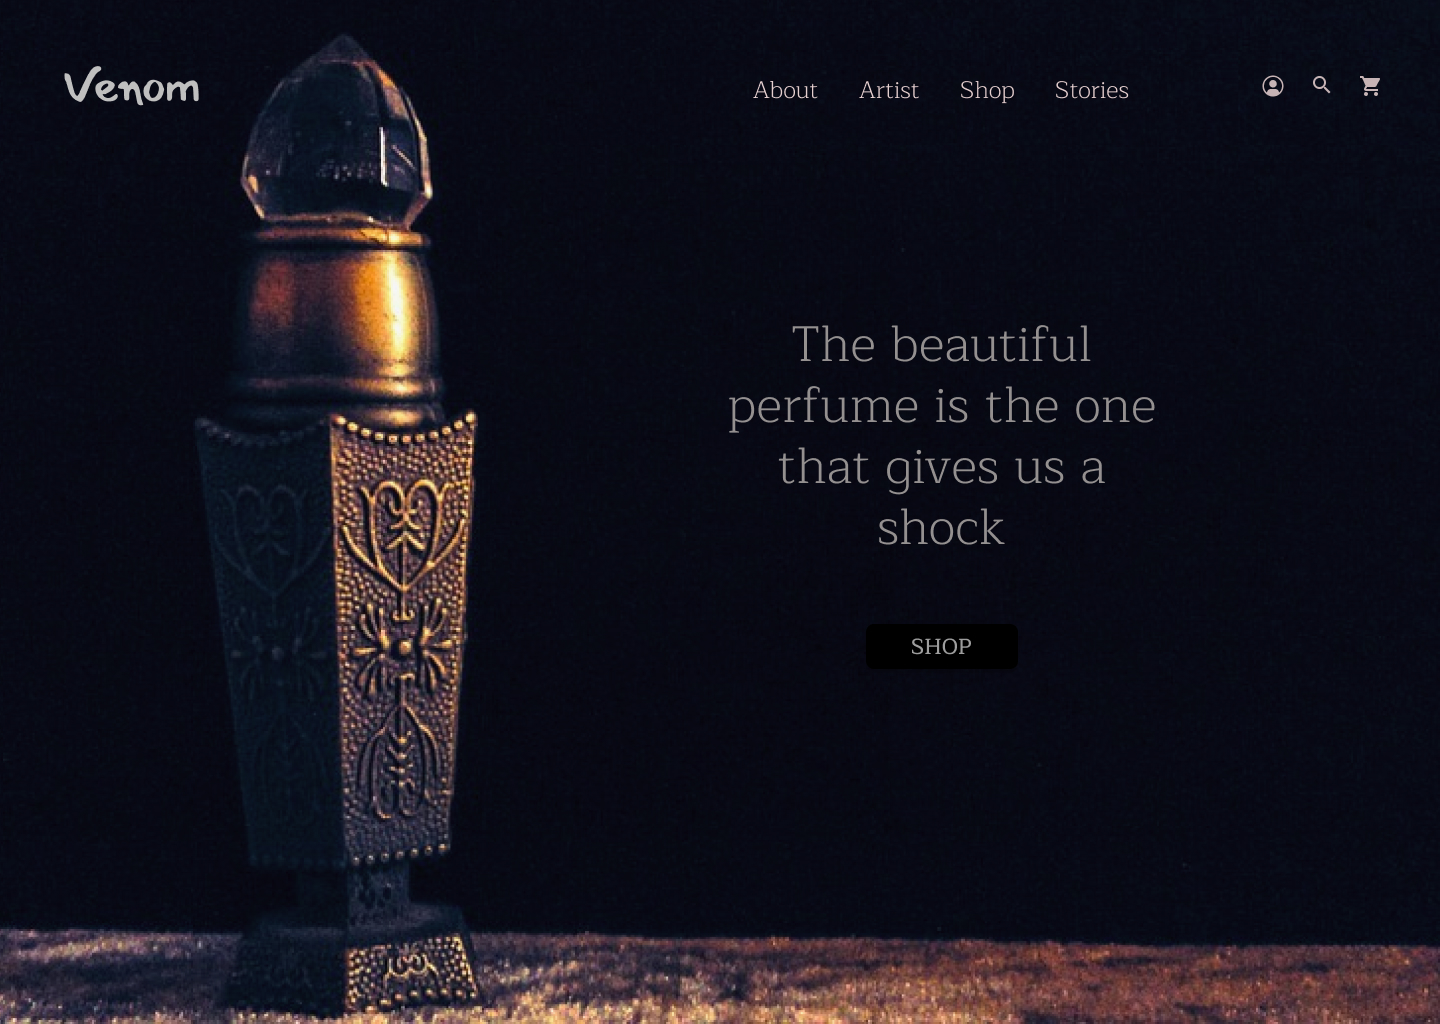 Venom
About Artist Shop Stories
The beautiful
perfume is the one
that gives us a
shock
SHOP